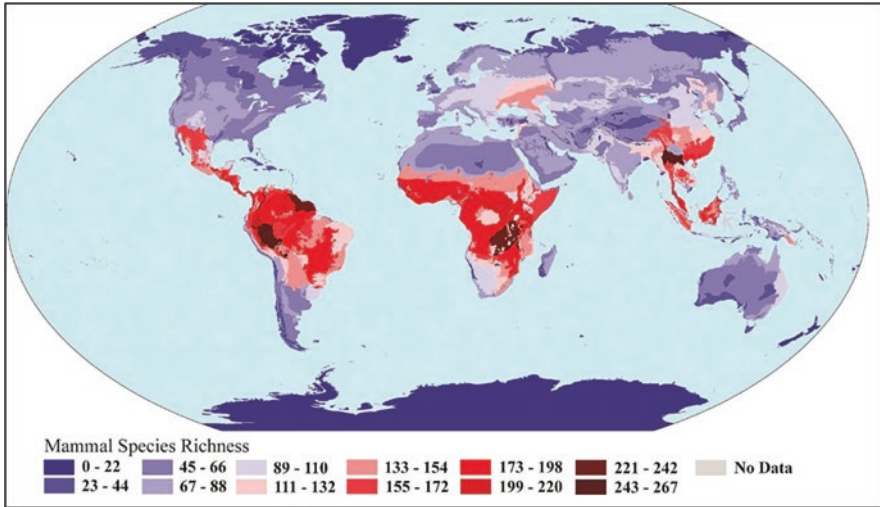 Mammal Species Richness
0 - 22 45 - 66 89 - 110 133 - 154 173 - 198 221 - 242 No Data
23 - 44 67 - 88 111 - 132 155 - 172 199 - 220 243 - 267